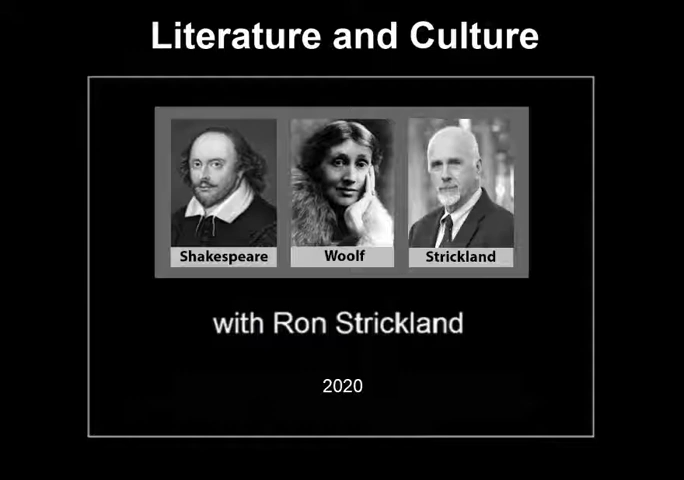 Literature and Culture
Shakespeare Woolf Strickland
with Ron Strickland
2020